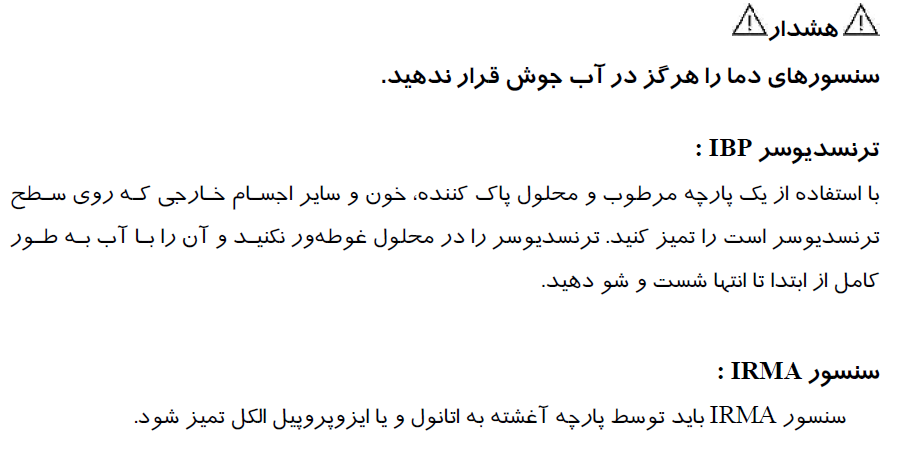 ⚠ هشدار ⚠
سنسورهای دما را هرگز در آب جوش قرار ندهید.
ترنسدیوسر IBP :
با استفاده از یک پارچه مرطوب و محلول پاک کننده، خون و سایر اجسام خارجی که روی سطح
ترنسدیوسر است را تمیز کنید. ترنسدیوسر را در محلول غوطه‌ور نکنید و آن را با آب به طور
کامل از ابتدا تا انتها شست و شو دهید.
سنسور IRMA :
سنسور IRMA باید توسط پارچه آغشته به اتانول و یا ایزوپروپیل الکل تمیز شود.